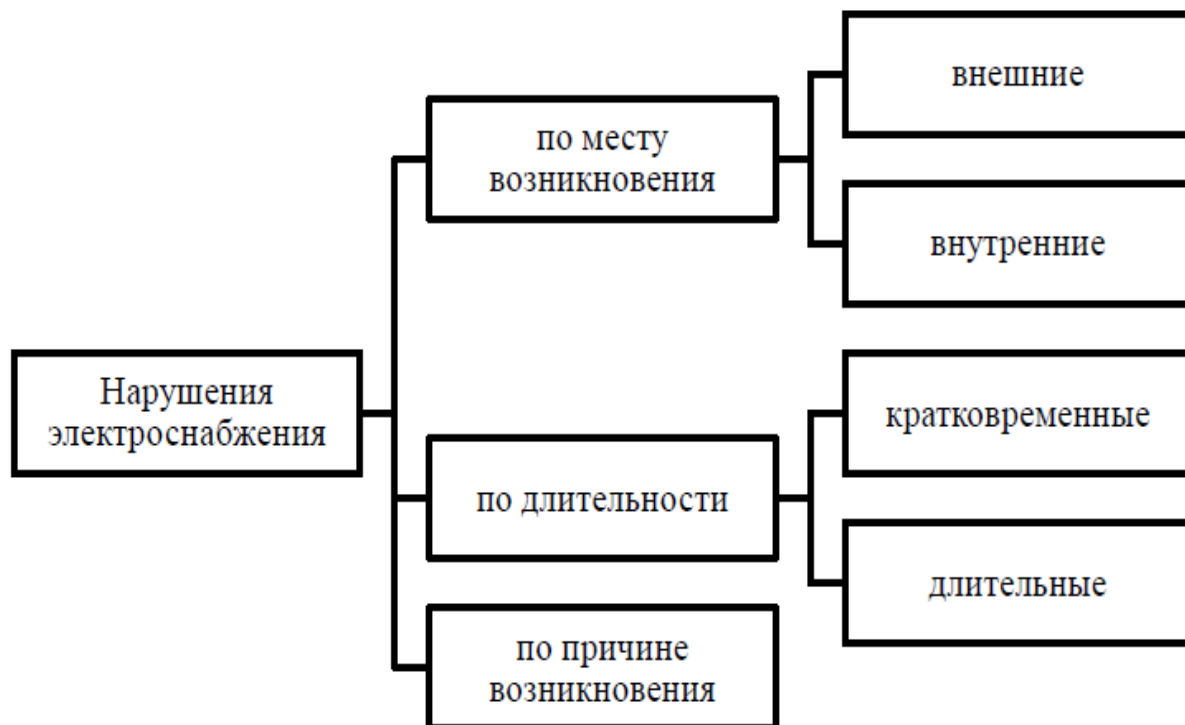 Нарушения
электроснабжения
по месту
возникновения
внешние
внутренние
по длительности
кратковременные
длительные
по причине
возникновения